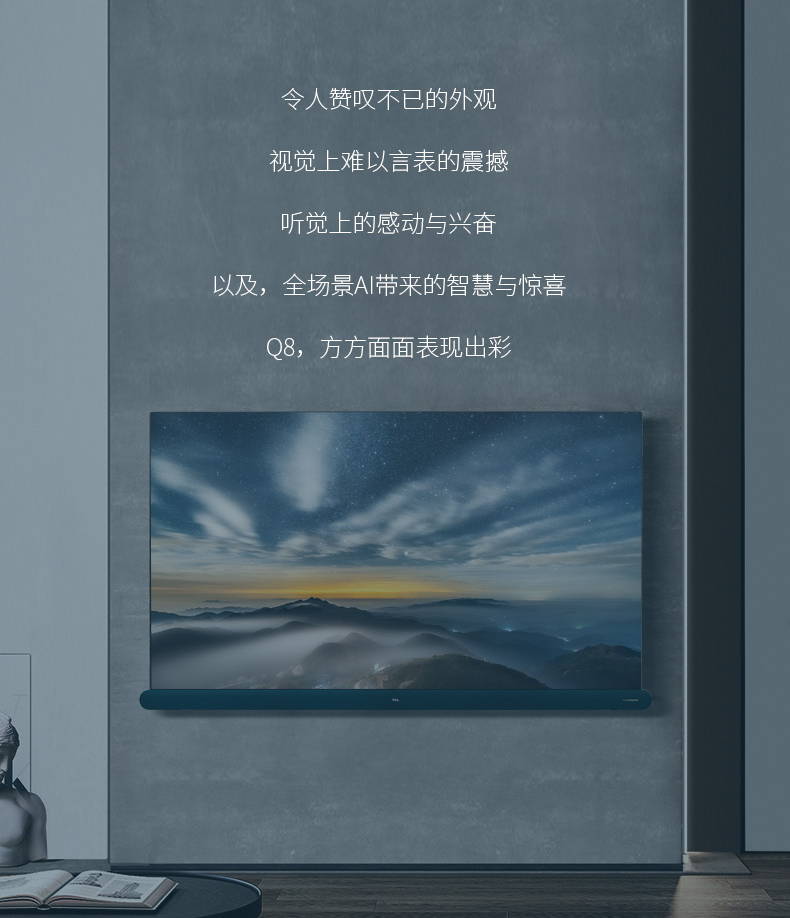 令人赞叹不已的外观
视觉上难以言表的震撼
听觉上的感动与兴奋
以及，全场景AI带来的智慧与惊喜
Q8，方方面面表现出彩
TCL